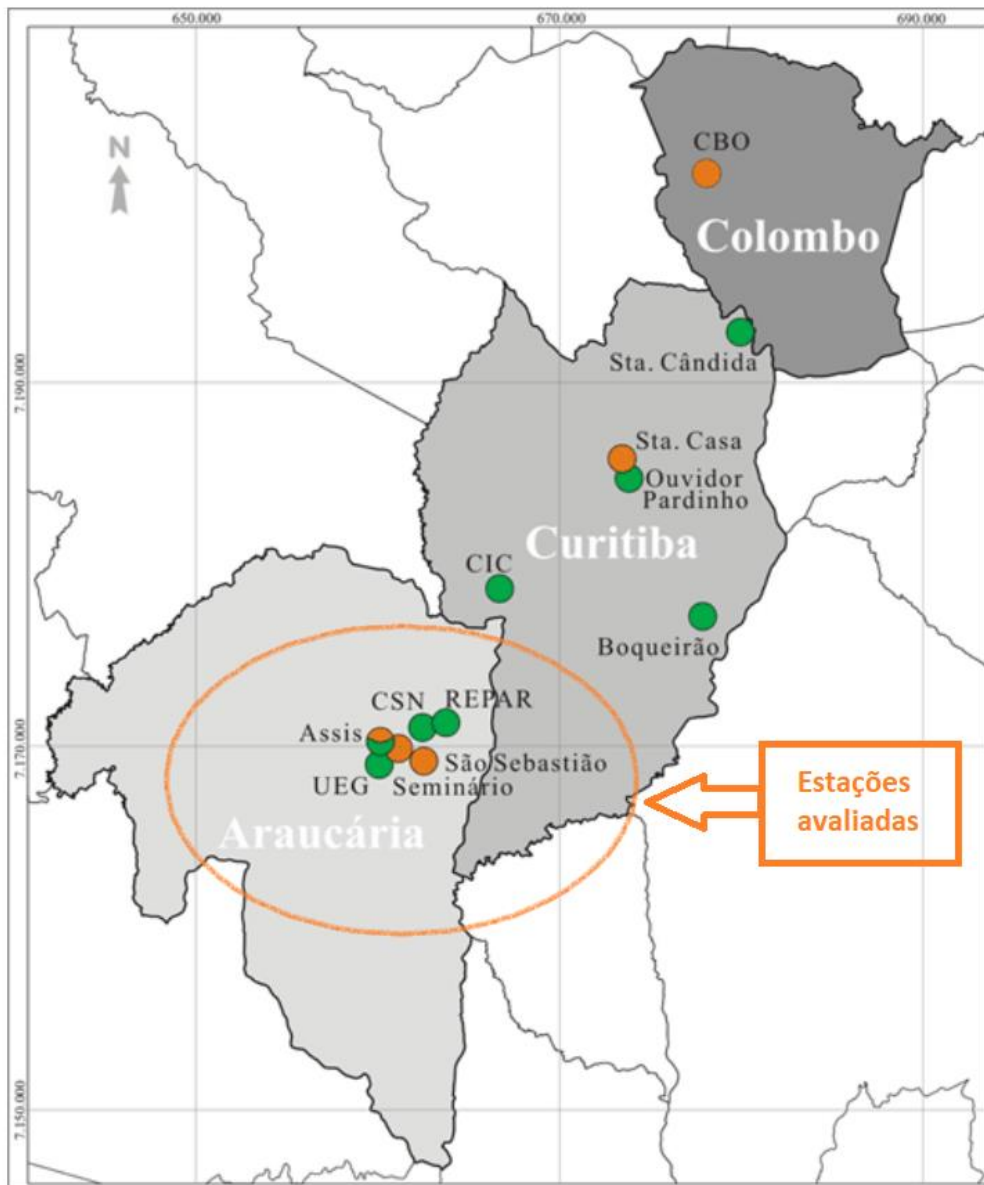 650.000
670.000
690.000
N
CBO
Colombo
Sta. Cândida
7.190.000
Sta. Casa
Ouvidor
Pardinho
Curitiba
CIC
Boqueirão
CSN
REPAR
Assis
7.170.000
São Sebastião
UEG
Seminário
Araucária
Estações
avaliadas
7.150.000